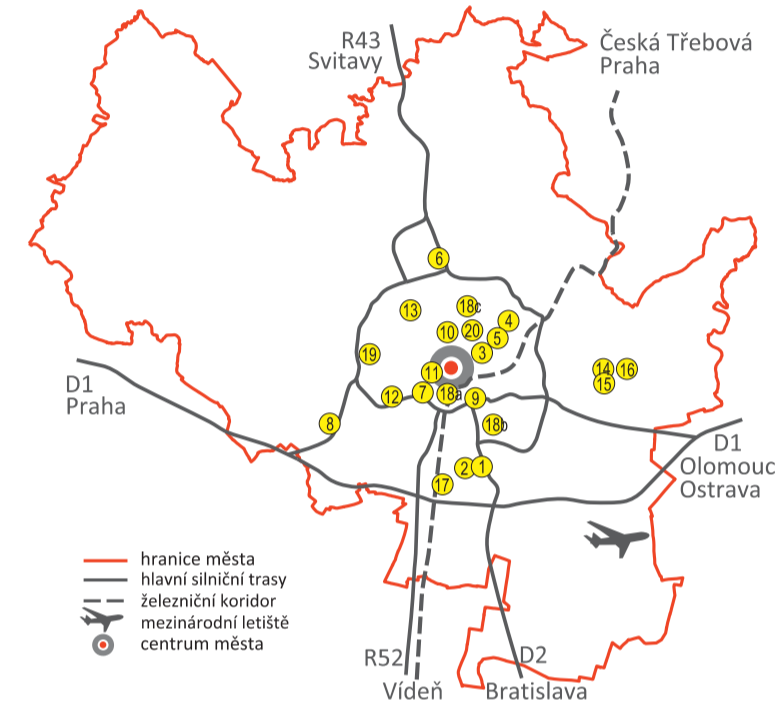 R43
Svitavy
Česká Třebová
Praha
6
13
18c
4
10
20
5
3
19
11
14
16
15
12
7
18a
9
8
18b
D1
Praha
D1
Olomouc
Ostrava
2
1
17
hranice města
hlavní silniční trasy
železniční koridor
mezinárodní letiště
centrum města
R52
Vídeň
D2
Bratislava